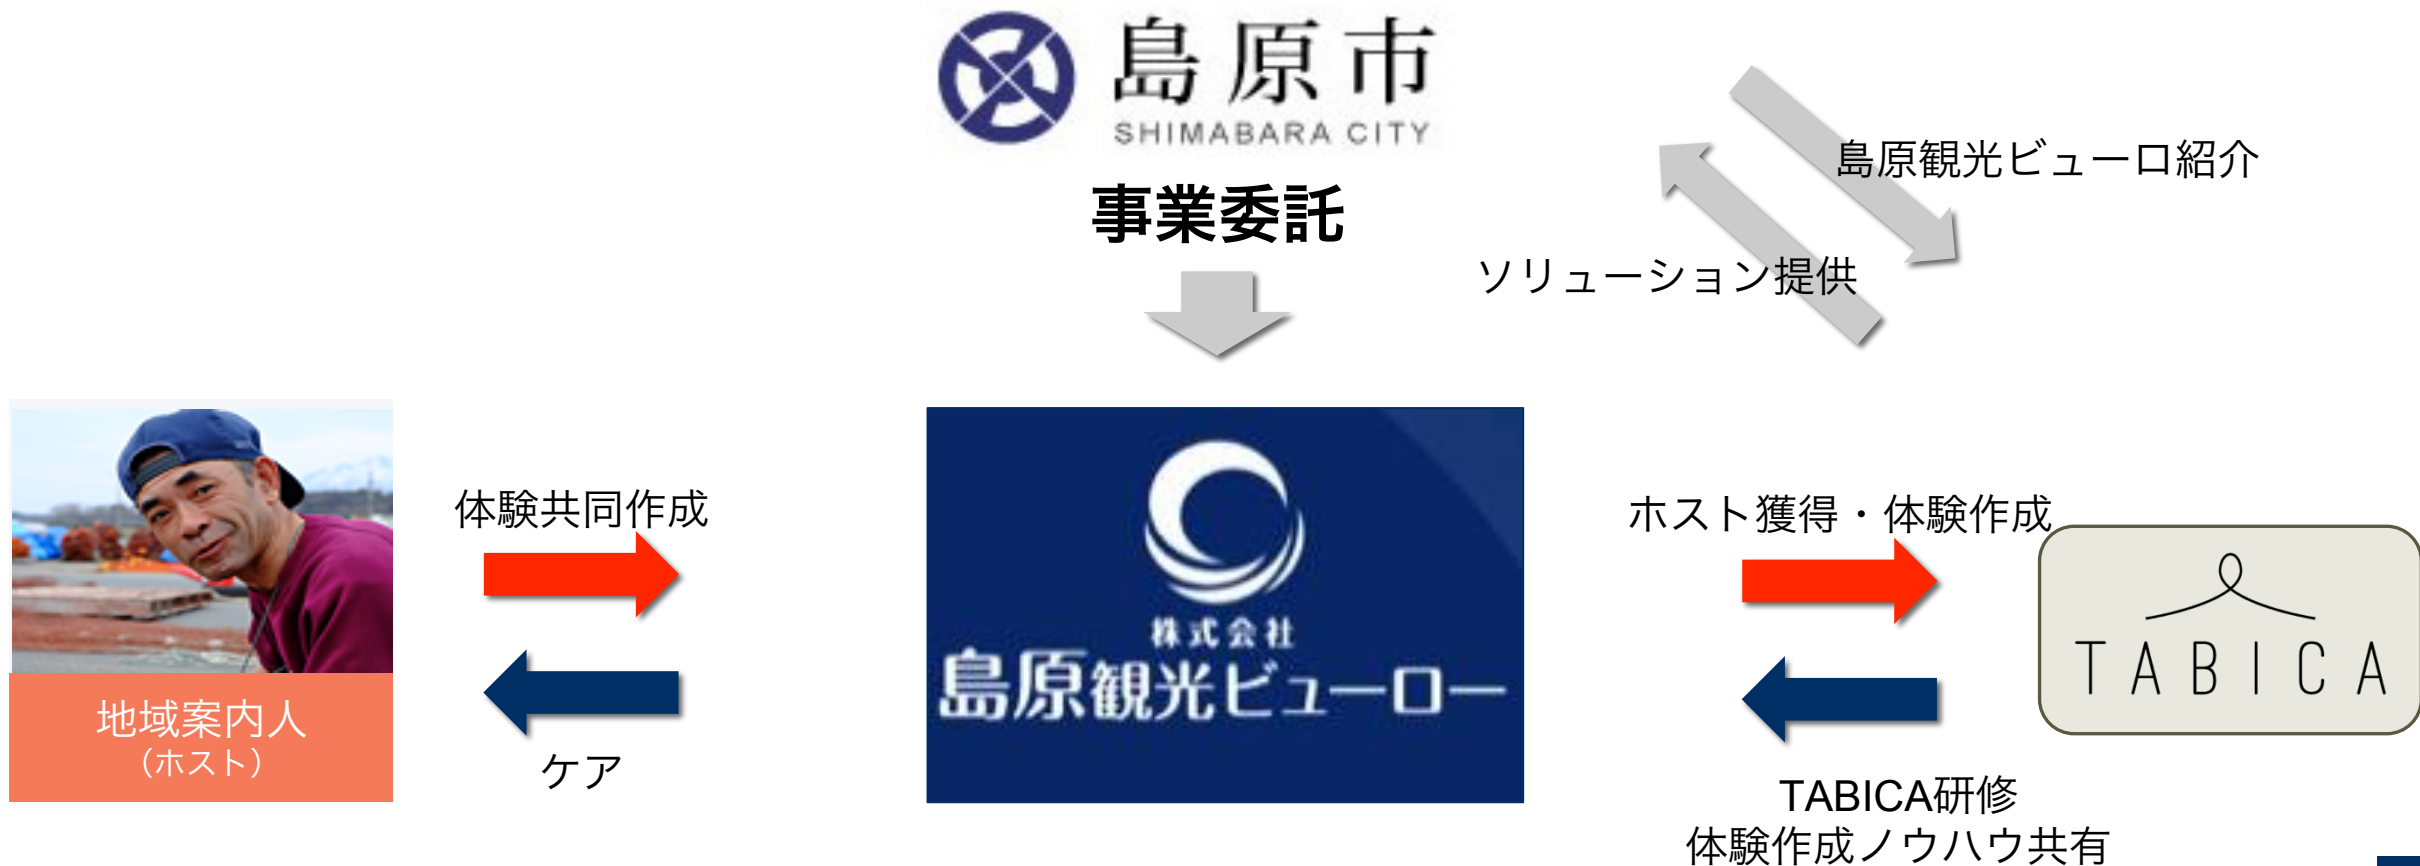 島原市
SHIMABARA CITY
事業委託
島原観光ビューロ紹介
ソリューション提供
体験共同作成
ケア
地域案内人
（ホスト）
株式会社
島原観光ビューロー
ホスト獲得・体験作成
TABICA
TABICA研修
体験作成ノウハウ共有